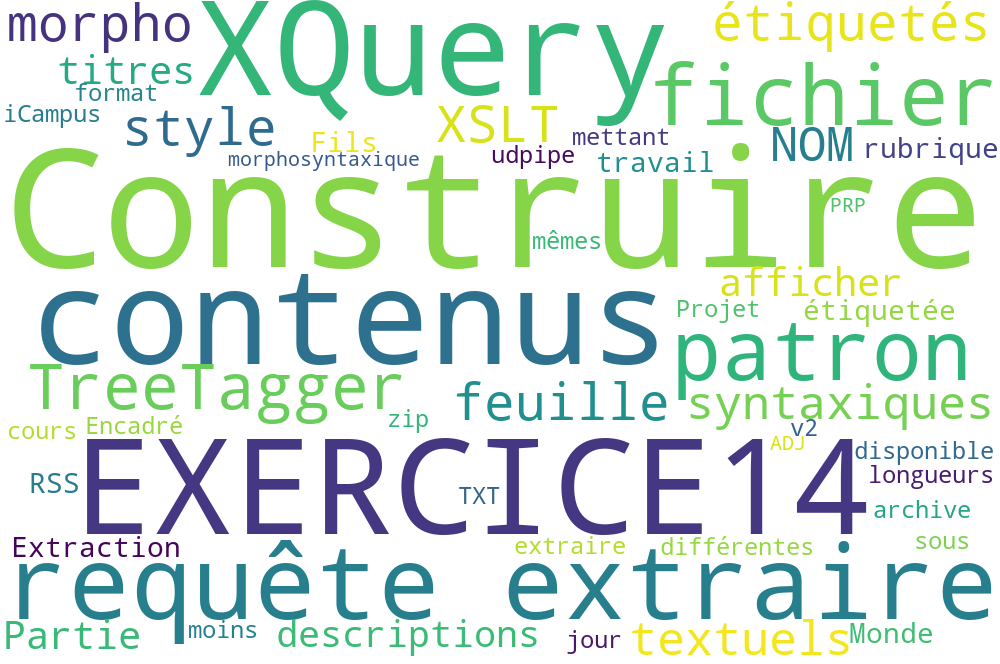 morpho XQuery étiquetés
titres fichier
format
iCampus style Fils XSLT mettant NOM rubrique
morphosyntaxique udpipe travail
Construire PRP
mêmes
contenus afficher
Projet étiquetée
patron
TreeTagger feuille syntaxiques
zip
cours Encadré v2
EXERCICE14 ADJ disponible
RSS TXT longueurs
archive
Extraction extraire différentes sous
requête extraire
Partie moins descriptions jour textuels Monde